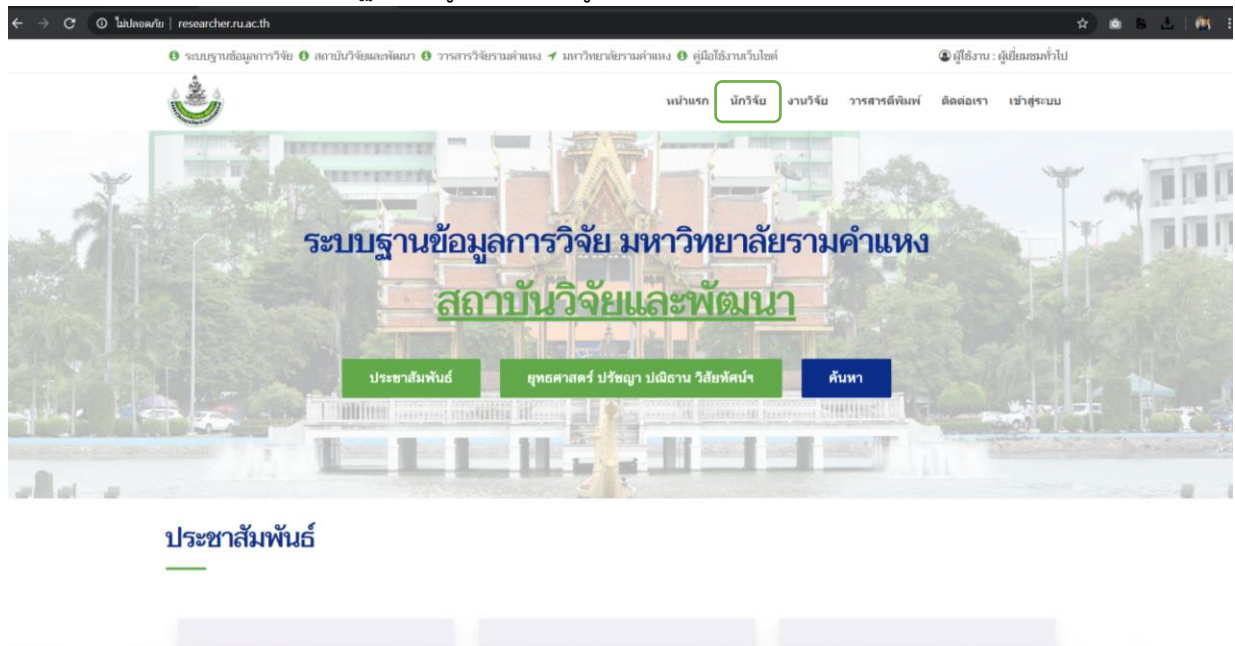 ไม่ปลอดภัย | researcher.ru.ac.th
ระบบฐานข้อมูลการวิจัย สถาบันวิจัยและพัฒนา วารสารวิจัยรามคำแหง มหาวิทยาลัยรามคำแหง คู่มือใช้งานเว็บไซต์ ผู้ใช้งาน : ผู้เยี่ยมชมทั่วไป
หน้าแรก นักวิจัย งานวิจัย วารสารตีพิมพ์ ติดต่อเรา เข้าสู่ระบบ
ระบบฐานข้อมูลการวิจัย มหาวิทยาลัยรามคำแหง
สถาบันวิจัยและพัฒนา
ประชาสัมพันธ์ ยุทธศาสตร์ ปรัชญา ปณิธาน วิสัยทัศน์ฯ ค้นหา
ประชาสัมพันธ์